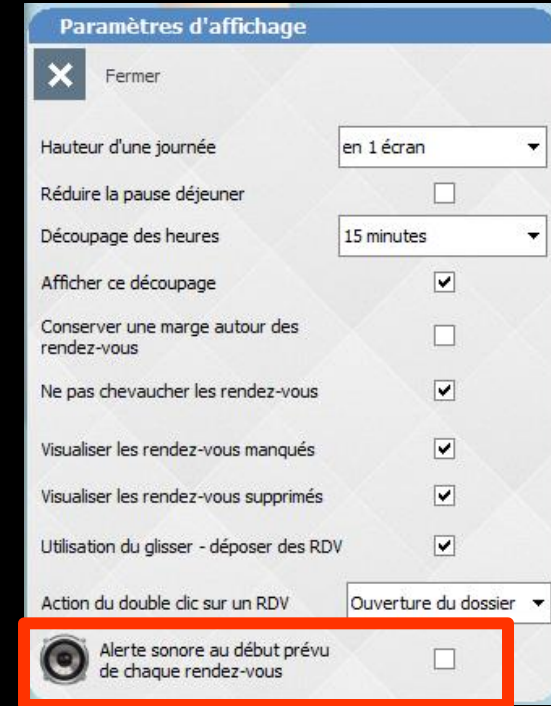 Paramètres d'affichage
Fermer
Hauteur d'une journée en 1 écran
Réduire la pause déjeuner
Découpage des heures 15 minutes
Afficher ce découpage
Conserver une marge autour des
rendez-vous
Ne pas chevaucher les rendez-vous
Visualiser les rendez-vous manqués
Visualiser les rendez-vous supprimés
Utilisation du glisser - déposer des RDV
Action du double clic sur un RDV Ouverture du dossier
Alerte sonore au début prévu
de chaque rendez-vous